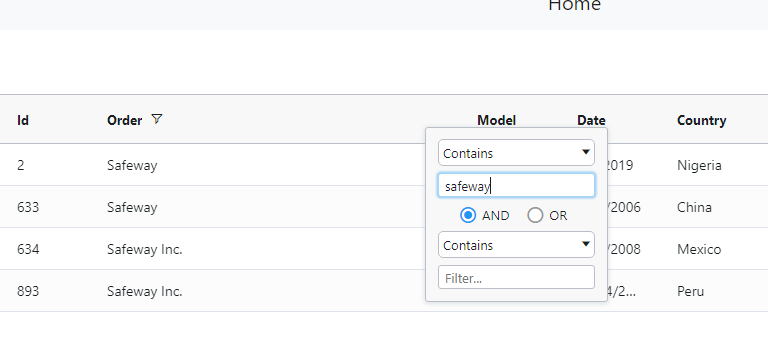 Home
Id Order Model Date Country
Contains
2 Safeway 2019 Nigeria
safeway
633 Safeway /2006 China
AND OR
634 Safeway Inc. /2008 Mexico
Contains
893 Safeway Inc. 4/2... Peru
Filter...